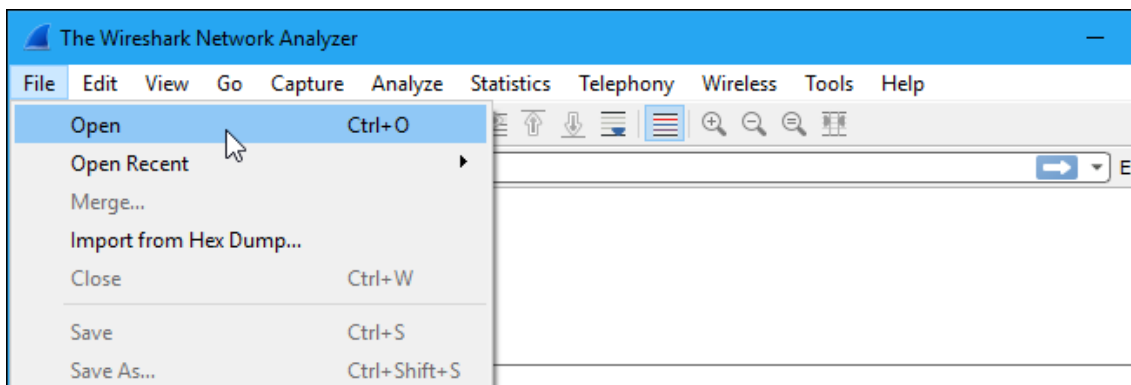 The Wireshark Network Analyzer
File Edit View Go Capture Analyze Statistics Telephony Wireless Tools Help
Open Ctrl+O
Open Recent
E
Merge...
Import from Hex Dump...
Close Ctrl+W
Save Ctrl+S
Save As... Ctrl+Shift+S